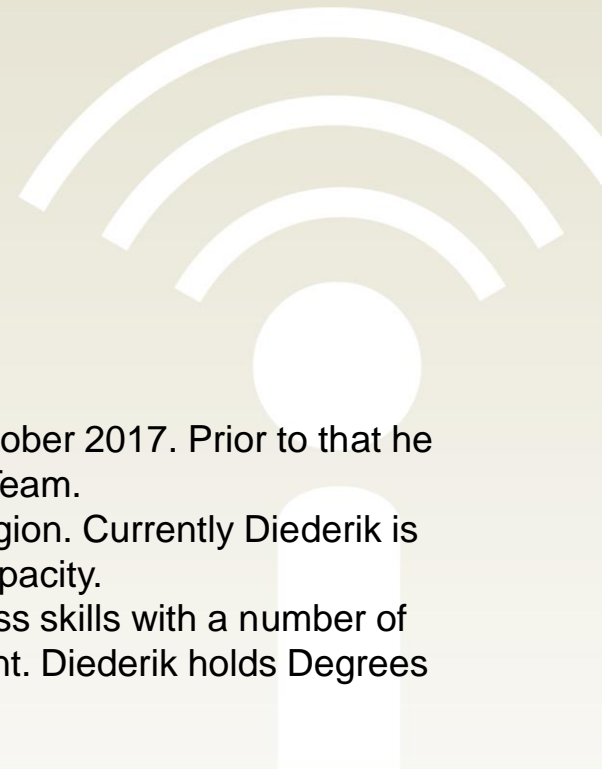 ober 2017. Prior to that he
eam.
gion. Currently Diederik is
pacity.
ss skills with a number of
nt. Diederik holds Degrees